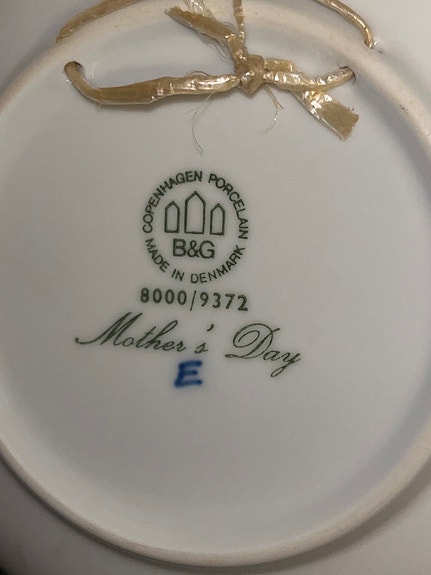 COPENHAGEN PORCELAIN
B&G
MADE IN DENMARK
8000/9372
Mother's Day
E